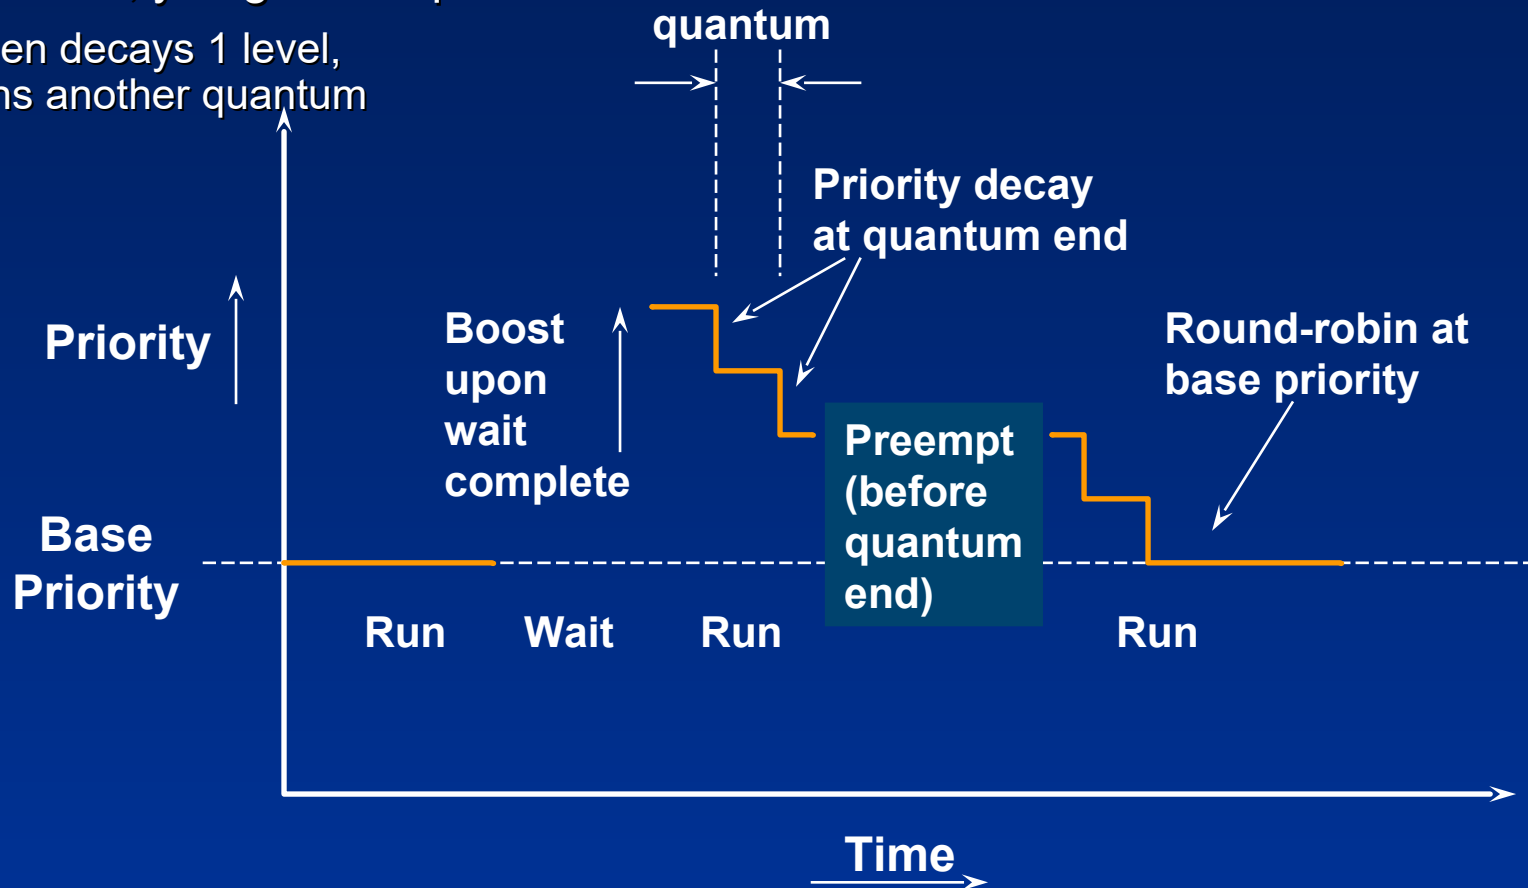 en decays 1 level,
ns another quantum
quantum
Priority decay
at quantum end
Priority
Boost
upon
wait
complete
Round-robin at
base priority
Preempt
(before
quantum
end)
Base
Priority
Run
Wait
Run
Run
Time